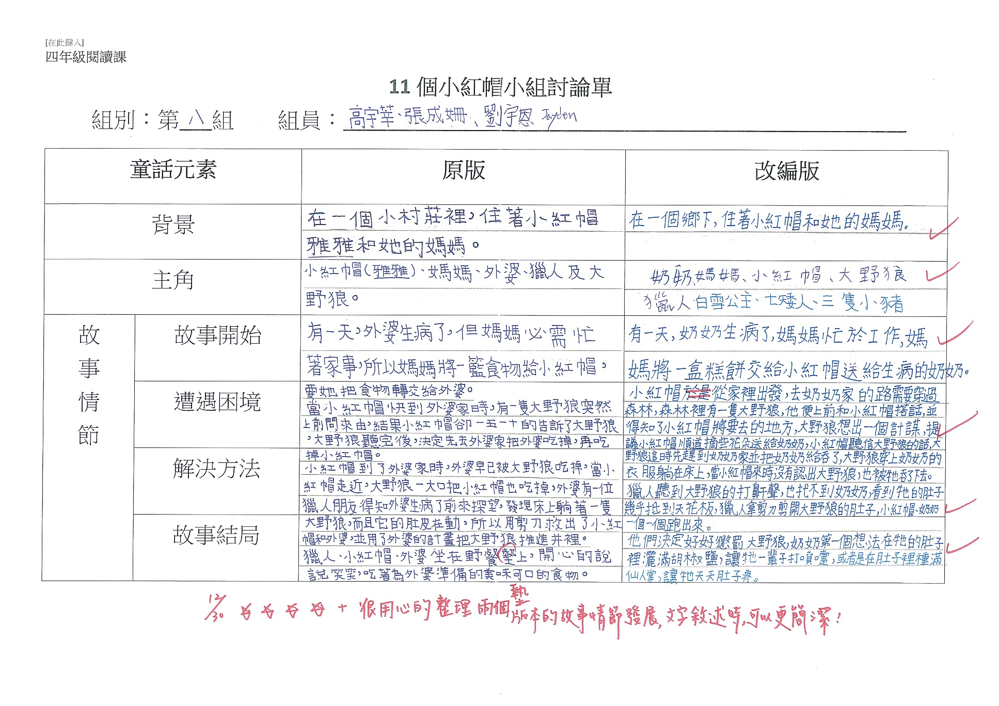 [在此鍵入]
四年級閱讀課
11 個小紅帽小組討論單
組別：第八組 組員：高宇莘、張成姍、劉宇恩 Jayden
童話元素 原版 改編版
背景
在一個小村莊裡，住著小紅帽
雅雅和她的媽媽。
在一個鄉下，住著小紅帽和她的媽媽。
主角
小紅帽(雅雅)、媽媽、外婆、獵人及大
野狼。
奶奶、媽媽、小紅帽、大野狼
獵人白雪公主、七矮人、三隻小豬
故事情節
故事開始
有一天，外婆生病了，但媽媽必需忙
著家事，所以媽媽將一籃食物給小紅帽，
要她把食物轉交給外婆。
有一天，奶奶生病了，媽媽忙於工作，媽
媽將一盒糕餅交給小紅帽送給生病的奶奶。
遭遇困境
當小紅帽快到外婆家時，有一隻大野狼突然
上前問來由，結果小紅帽卻一五一十的告訴了大野狼
，大野狼聽完後，決定先去外婆家把外婆吃掉，再吃
掉小紅帽。
小紅帽於是從家裡出發，去奶奶家的路需要穿過
森林，森林裡有一隻大野狼，他便上前和小紅帽搭話，並
得知了小紅帽將要去的地方，大野狼想出一個計謀，提
議小紅帽順道摘些花朵送給奶奶，小紅帽聽信大野狼的話，大
野狼這時先趕到奶奶家並把奶奶給吞了，大野狼穿上奶奶的
衣服躺在床上，當小紅帽來時沒有認出大野狼，也被牠吞了下去。
解決方法
小紅帽到了外婆家時，外婆早已被大野狼吃掉，當小
紅帽走近，大野狼一大口把小紅帽也吃掉，外婆有一位
獵人朋友得知外婆生病了前來探望，發現床上躺著一隻
大野狼，而且它的肚皮在動，所以用剪刀救出了小紅
帽和外婆，並用了外婆的計畫把大野狼推進井裡。
獵人聽到大野狼的打鼾聲，也找不到奶奶，看到牠的肚子
幾乎抵到天花板，獵人拿剪刀剪開大野狼的肚子，小紅帽、奶奶
一個一個跑出來。
故事結局
獵人、小紅帽、外婆坐在野餐墊上，開心的說
說笑笑，吃著為外婆準備的美味可口的食物。
他們決定好好懲罰大野狼，奶奶第一個想法在牠的肚子
裡灑滿胡椒鹽，讓牠一輩子打噴嚏，或者是在肚子裡種滿
仙人掌，讓牠天天肚子疼。
墊
12/30 ☆☆☆☆+ 很用心的整理兩個版本的故事情節發展，文字敘述時，可以更簡潔！